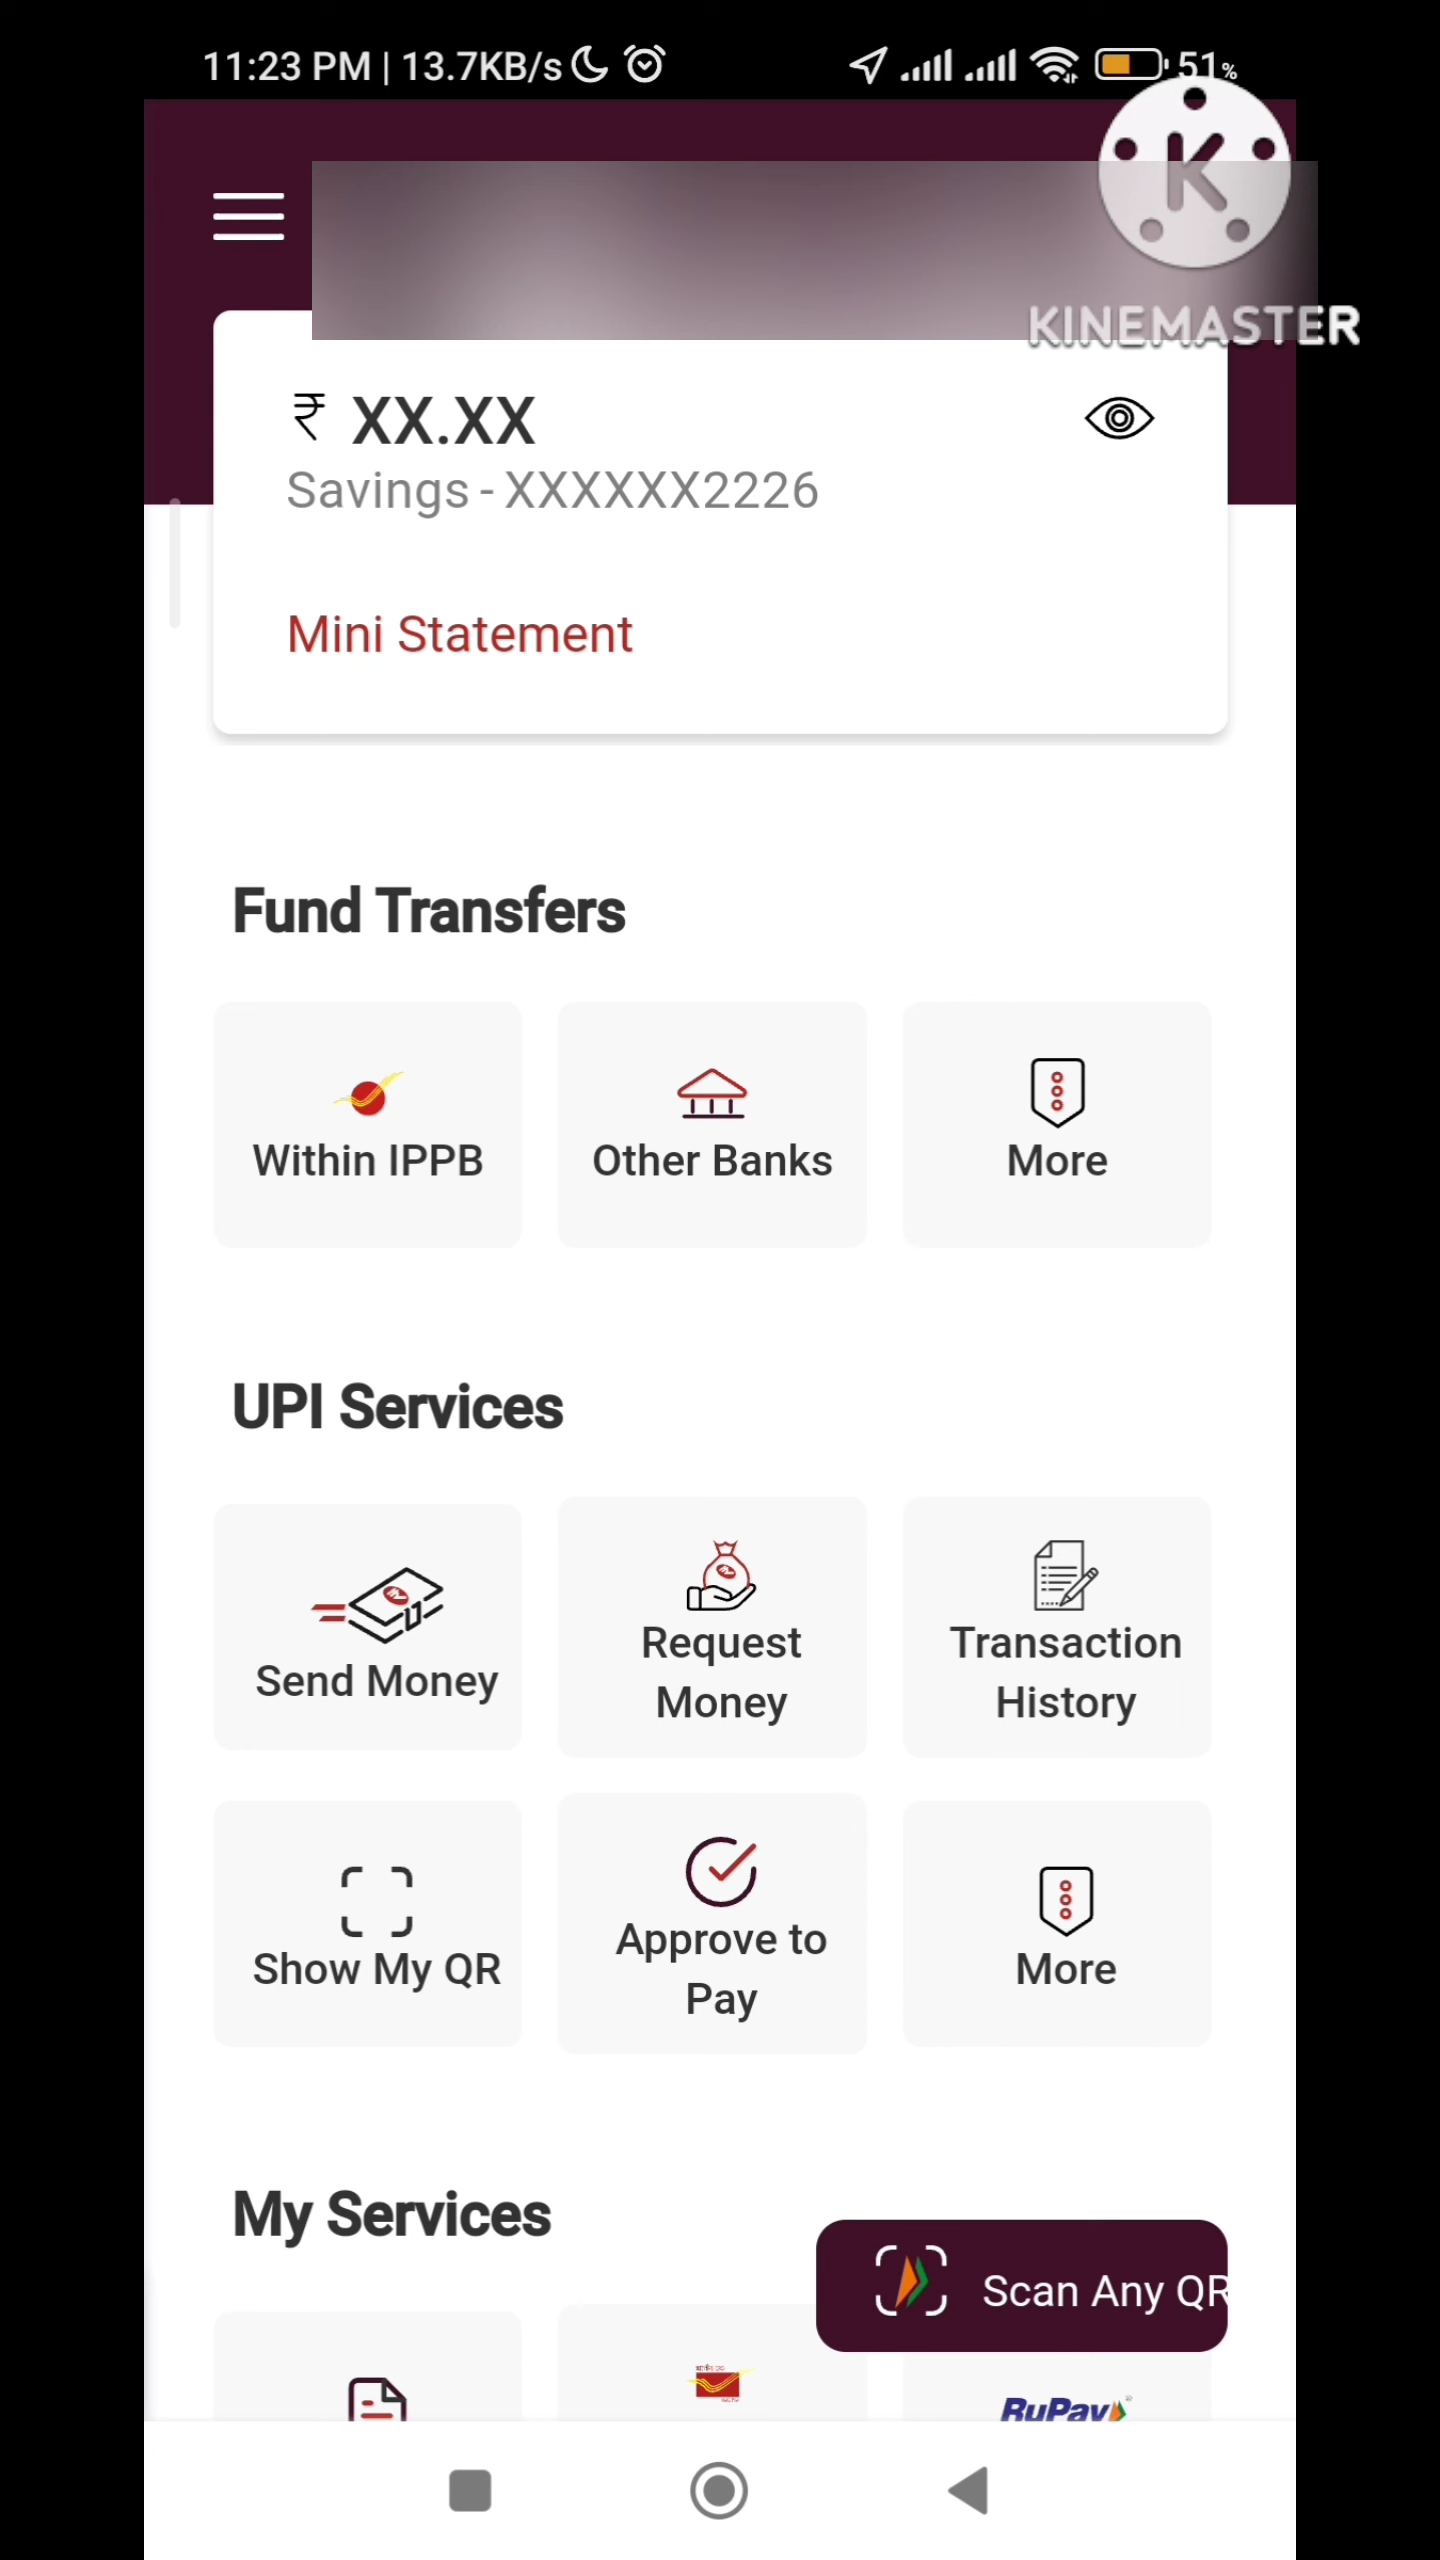 11:23 PM | 13.7KB/s
51%
K
KINEMASTER
₹ XX.XX
Savings - XXXXXX2226
Mini Statement
Fund Transfers
Within IPPB
Other Banks
More
UPI Services
Send Money
Request
Money
Transaction
History
Show My QR
Approve to
Pay
More
My Services
Scan Any QR
RuPay